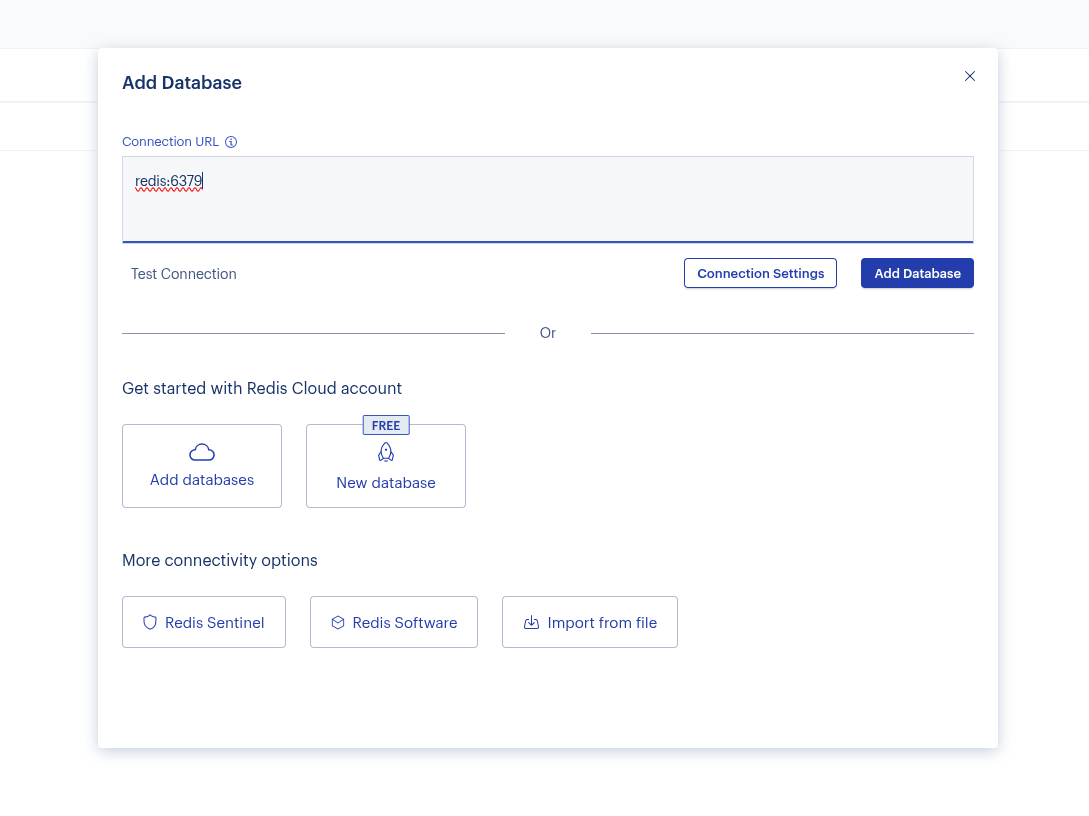 Add Database
Connection URL
redis:6379
Test Connection
Connection Settings
Add Database
Or
Get started with Redis Cloud account
Add databases
FREE
New database
More connectivity options
Redis Sentinel
Redis Software
Import from file